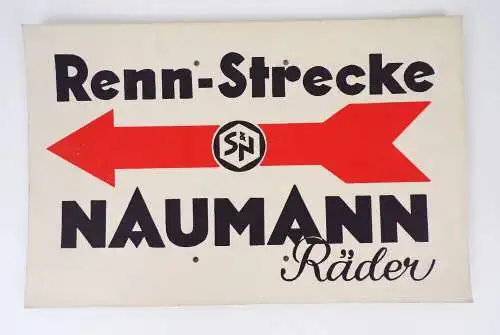 Renn-Strecke
S&N
NAUMANN
Räder